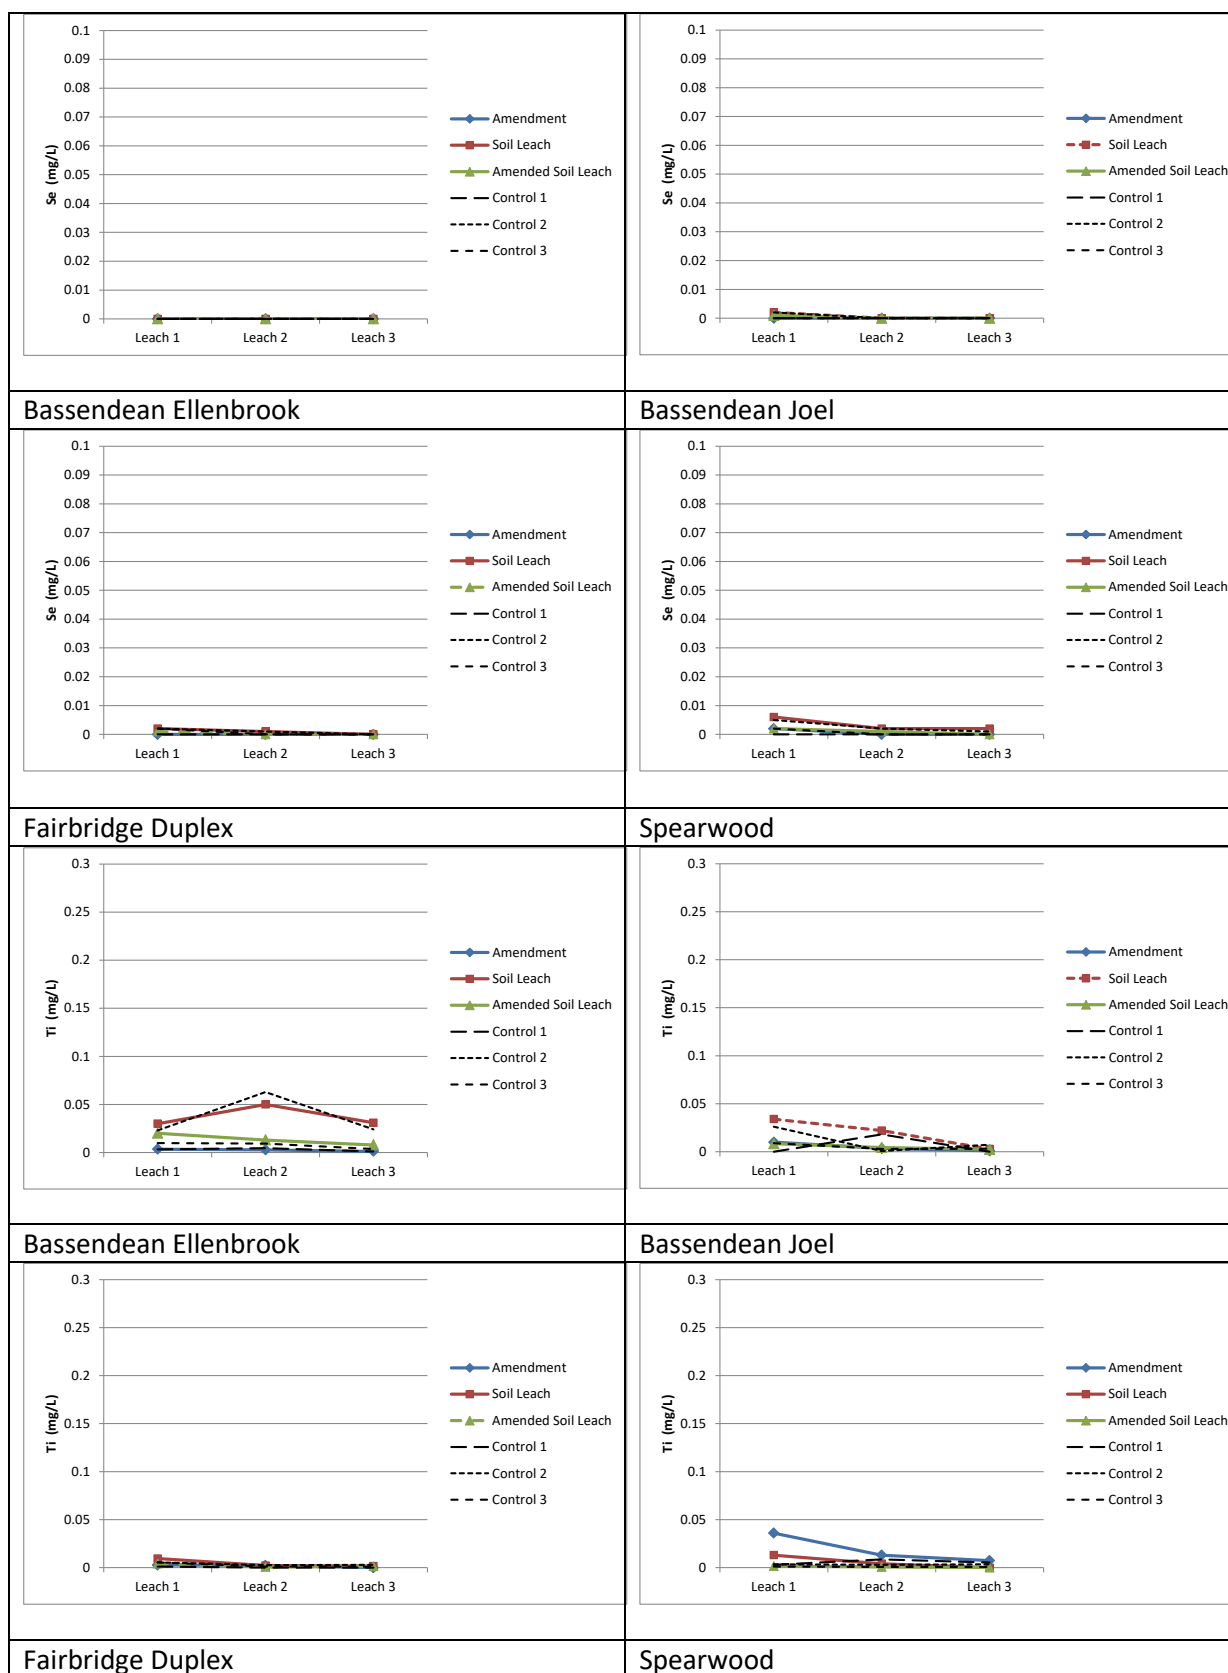 0.1
0.09
0.08
0.07
0.06
0.05
0.04
0.03
0.02
0.01
0
Se (mg/L)
Leach 1 Leach 2 Leach 3
Amendment
Soil Leach
Amended Soil Leach
Control 1
Control 2
Control 3
0.1
0.09
0.08
0.07
0.06
0.05
0.04
0.03
0.02
0.01
0
Se (mg/L)
Leach 1 Leach 2 Leach 3
Amendment
Soil Leach
Amended Soil Leach
Control 1
Control 2
Control 3
Bassendean Ellenbrook
Bassendean Joel
0.1
0.09
0.08
0.07
0.06
0.05
0.04
0.03
0.02
0.01
0
Se (mg/L)
Leach 1 Leach 2 Leach 3
Amendment
Soil Leach
Amended Soil Leach
Control 1
Control 2
Control 3
0.1
0.09
0.08
0.07
0.06
0.05
0.04
0.03
0.02
0.01
0
Se (mg/L)
Leach 1 Leach 2 Leach 3
Amendment
Soil Leach
Amended Soil Leach
Control 1
Control 2
Control 3
Fairbridge Duplex
Spearwood
0.3
0.25
0.2
0.15
0.1
0.05
0
Ti (mg/L)
Leach 1 Leach 2 Leach 3
Amendment
Soil Leach
Amended Soil Leach
Control 1
Control 2
Control 3
0.3
0.25
0.2
0.15
0.1
0.05
0
Ti (mg/L)
Leach 1 Leach 2 Leach 3
Amendment
Soil Leach
Amended Soil Leach
Control 1
Control 2
Control 3
Bassendean Ellenbrook
Bassendean Joel
0.3
0.25
0.2
0.15
0.1
0.05
0
Ti (mg/L)
Leach 1 Leach 2 Leach 3
Amendment
Soil Leach
Amended Soil Leach
Control 1
Control 2
Control 3
0.3
0.25
0.2
0.15
0.1
0.05
0
Ti (mg/L)
Leach 1 Leach 2 Leach 3
Amendment
Soil Leach
Amended Soil Leach
Control 1
Control 2
Control 3
Fairbridge Duplex
Spearwood